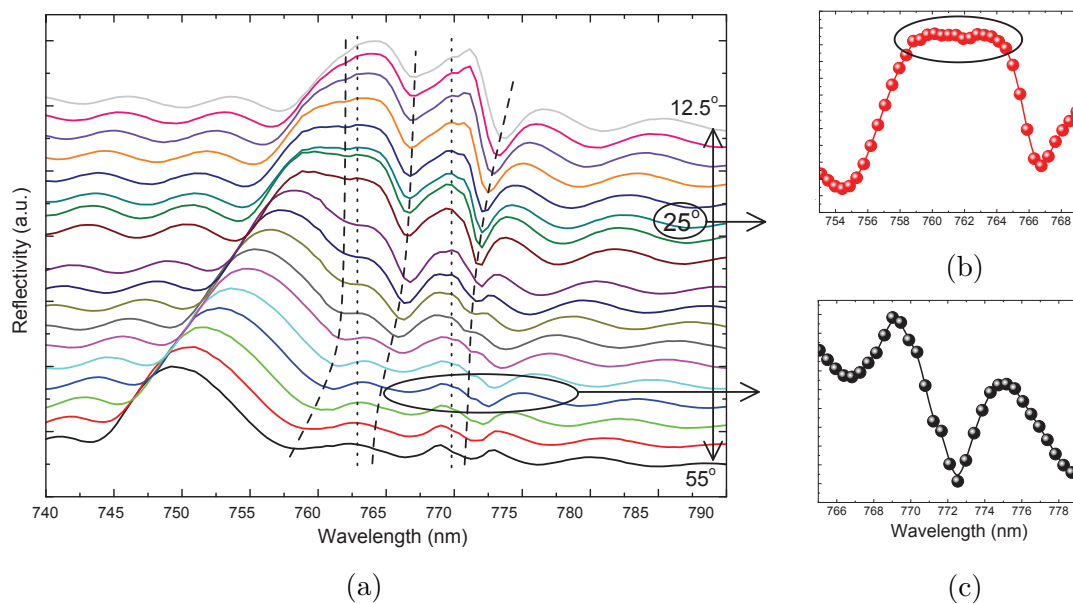 Reflectivity (a.u.)
12.5°
25°
55°
740 745 750 755 760 765 770 775 780 785 790
Wavelength (nm)
(a)
754 756 758 760 762 764 766 768
(b)
766 768 770 772 774 776 778
Wavelength (nm)
(c)